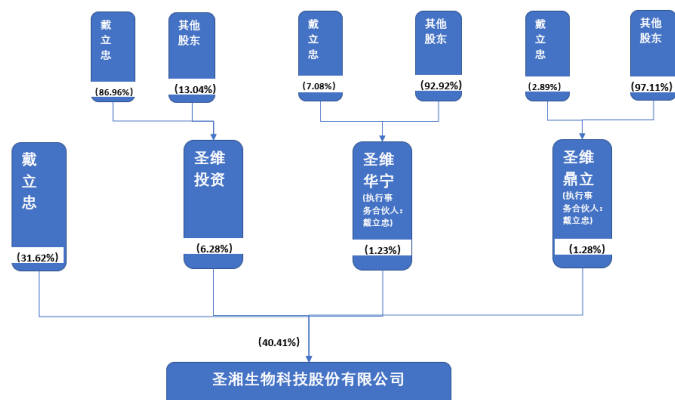 戴
立
忠
(86.96%)
其他
股东
(13.04%)
戴
立
忠
(7.08%)
其他
股东
(92.92%)
戴
立
忠
(2.89%)
其他
股东
(97.11%)
戴
立
忠
(31.62%)
圣维
投资
(6.28%)
圣维
华宁
(执行事
务合伙人：
戴立忠)
(1.23%)
圣维
鼎立
(执行事
务合伙人：
戴立忠)
(1.28%)
(40.41%)
圣湘生物科技股份有限公司